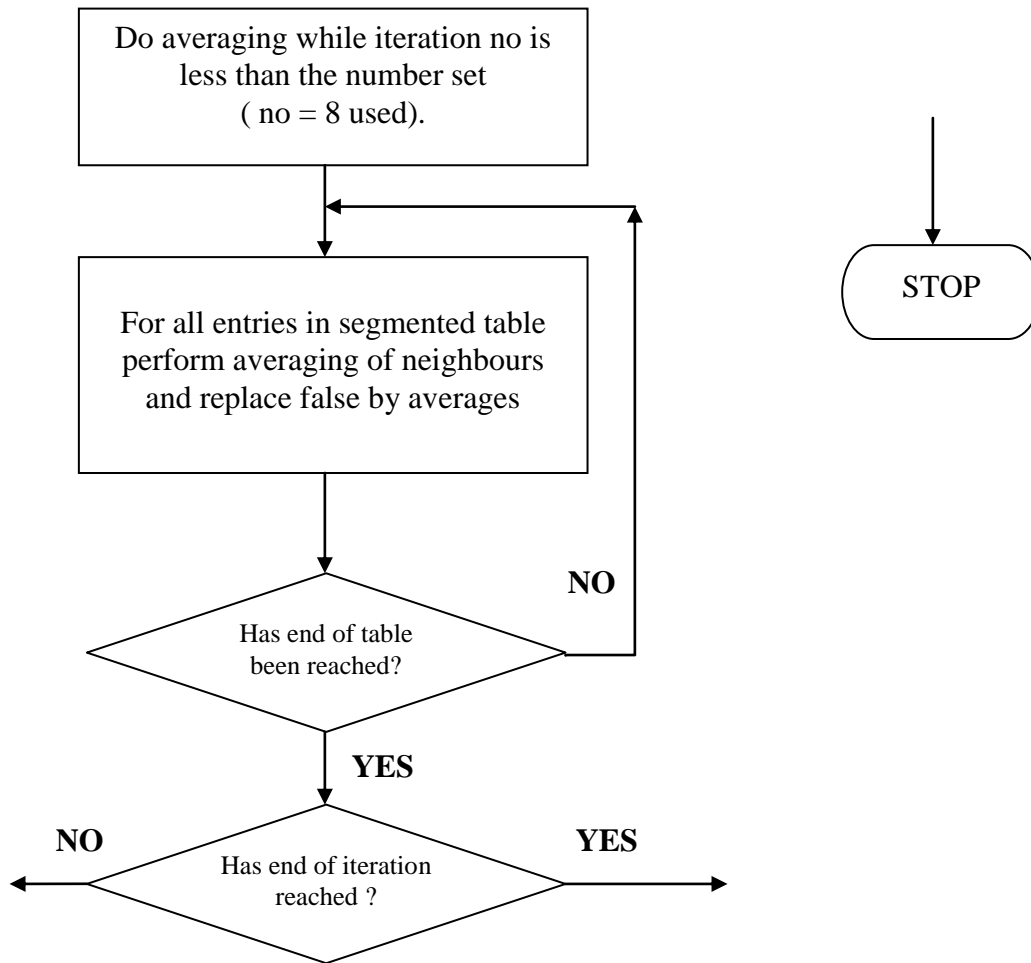 Do averaging while iteration no is
less than the number set
( no = 8 used).
STOP
For all entries in segmented table
perform averaging of neighbours
and replace false by averages
NO
Has end of table
been reached?
YES
NO
YES
Has end of iteration
reached ?